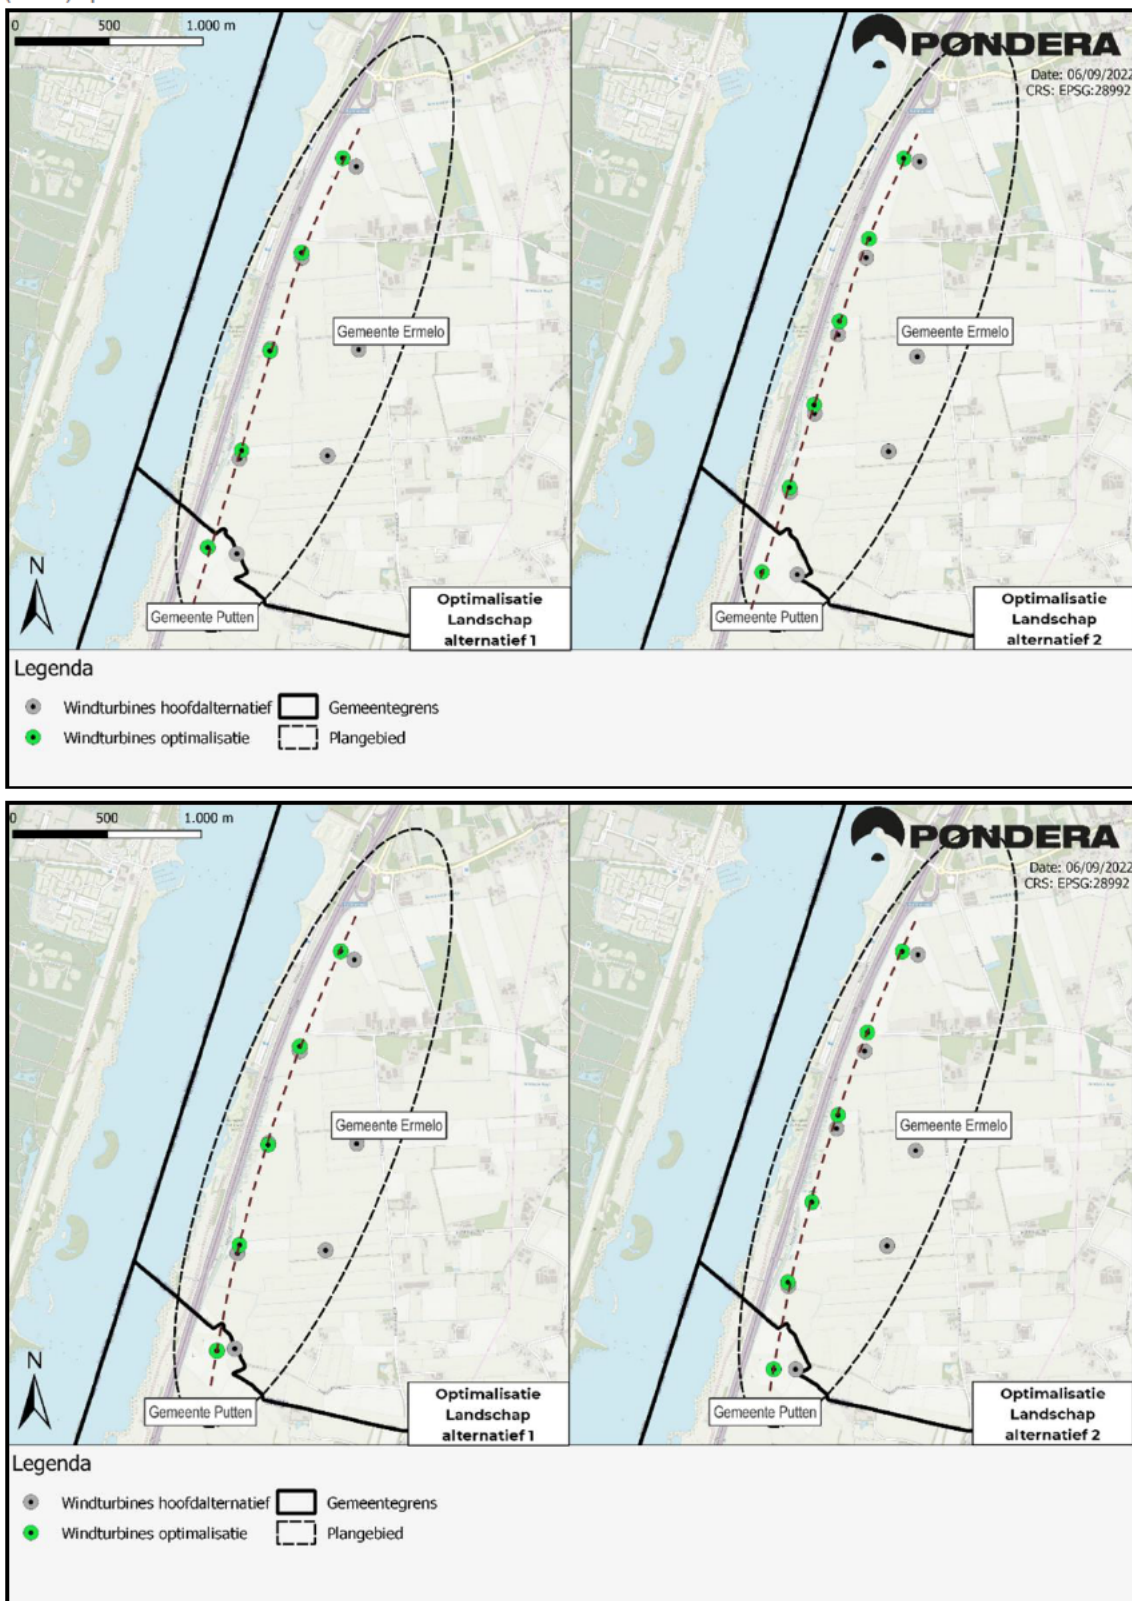 0 500 1.000 m
PONDERA
Date: 06/09/2022
CRS: EPSG:28992
Gemeente Ermelo
Gemeente Ermelo
N
Gemeente Putten
Optimalisatie
Landschap
alternatief 1
Gemeente Putten
Optimalisatie
Landschap
alternatief 2
Legenda
Windturbines hoofdalternatief Gemeentegrens
Windturbines optimalisatie Plangebied
0 500 1.000 m
PONDERA
Date: 06/09/2022
CRS: EPSG:28992
Gemeente Ermelo
Gemeente Ermelo
N
Gemeente Putten
Optimalisatie
Landschap
alternatief 1
Gemeente Putten
Optimalisatie
Landschap
alternatief 2
Legenda
Windturbines hoofdalternatief Gemeentegrens
Windturbines optimalisatie Plangebied